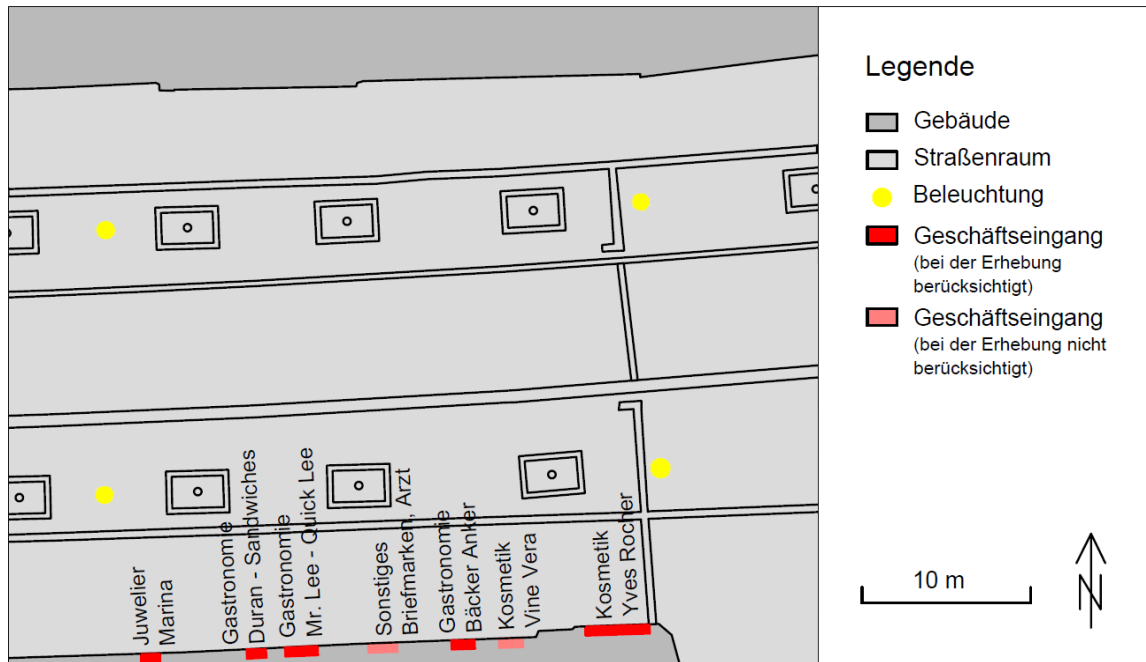 Legende
Gebäude
Straßenraum
Beleuchtung
Geschäftseingang
(bei der Erhebung
berücksichtigt)
Geschäftseingang
(bei der Erhebung nicht
berücksichtigt)
10 m
N
Juwelier
Marina
Gastronomie
Duran - Sandwiches
Gastronomie
Mr. Lee - Quick Lee
Sonstiges
Briefmarken, Arzt
Gastronomie
Bäcker Anker
Kosmetik
Vine Vera
Kosmetik
Yves Rocher